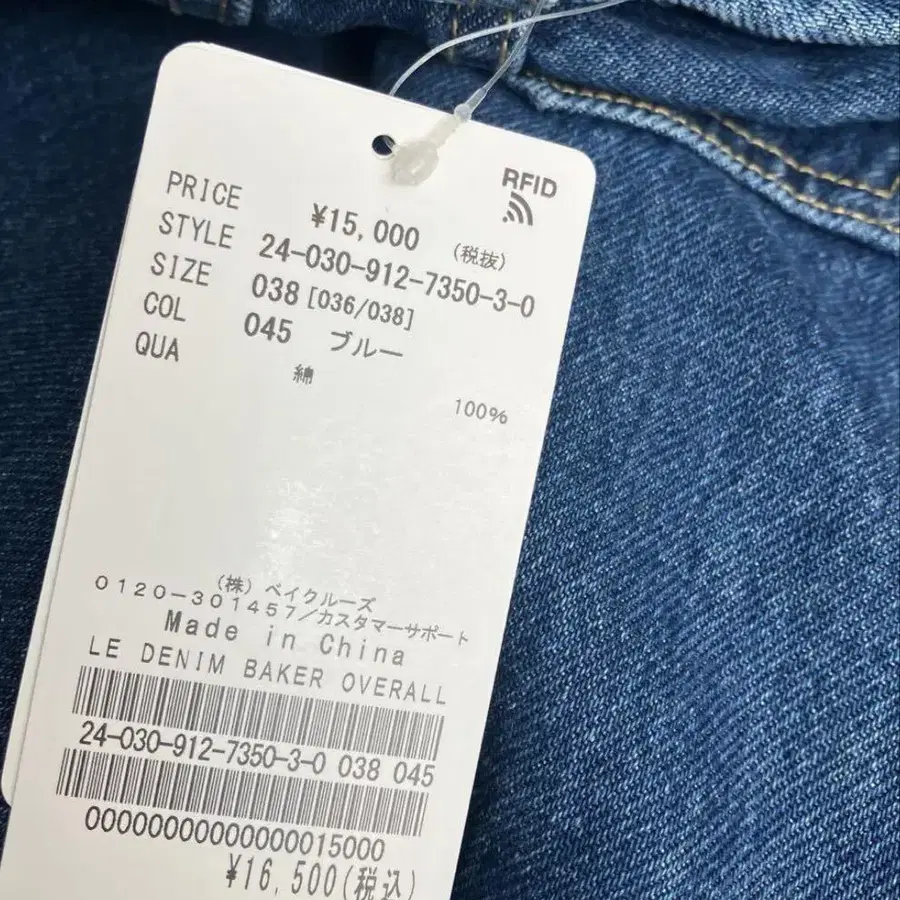 RFID
PRICE ¥15,000 (税抜)
STYLE 24-030-912-7350-3-0
SIZE 038 [036/038]
COL 045 ブルー
QUA 綿 100%
(株) ベイクルーズ
0120-301457/カスタマーサポート
Made in China
LE DENIM BAKER OVERALL
24-030-912-7350-3-0 038 045
0000000000000015000
¥16,500(税込)